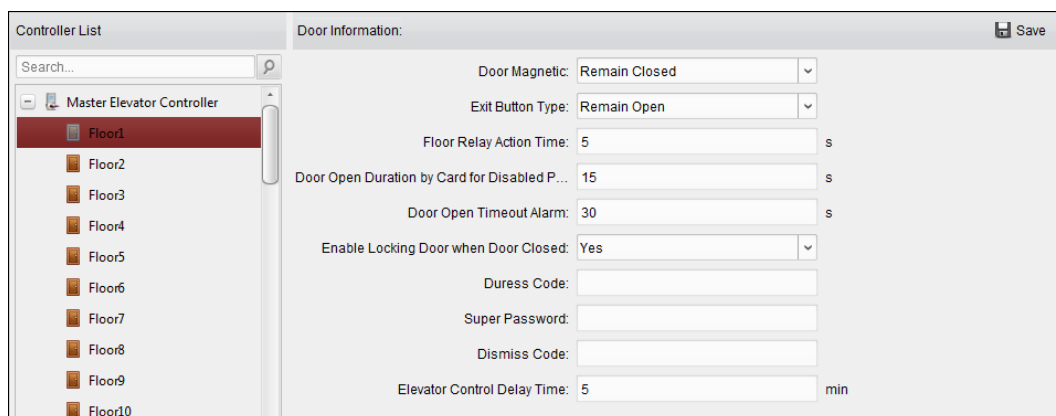 Controller List
Search...
Master Elevator Controller
Floor1
Floor2
Floor3
Floor4
Floor5
Floor6
Floor7
Floor8
Floor9
Floor10
Door Information:
Save
Door Magnetic: Remain Closed
Exit Button Type: Remain Open
Floor Relay Action Time: 5 s
Door Open Duration by Card for Disabled P... 15 s
Door Open Timeout Alarm: 30 s
Enable Locking Door when Door Closed: Yes
Duress Code:
Super Password:
Dismiss Code:
Elevator Control Delay Time: 5 min